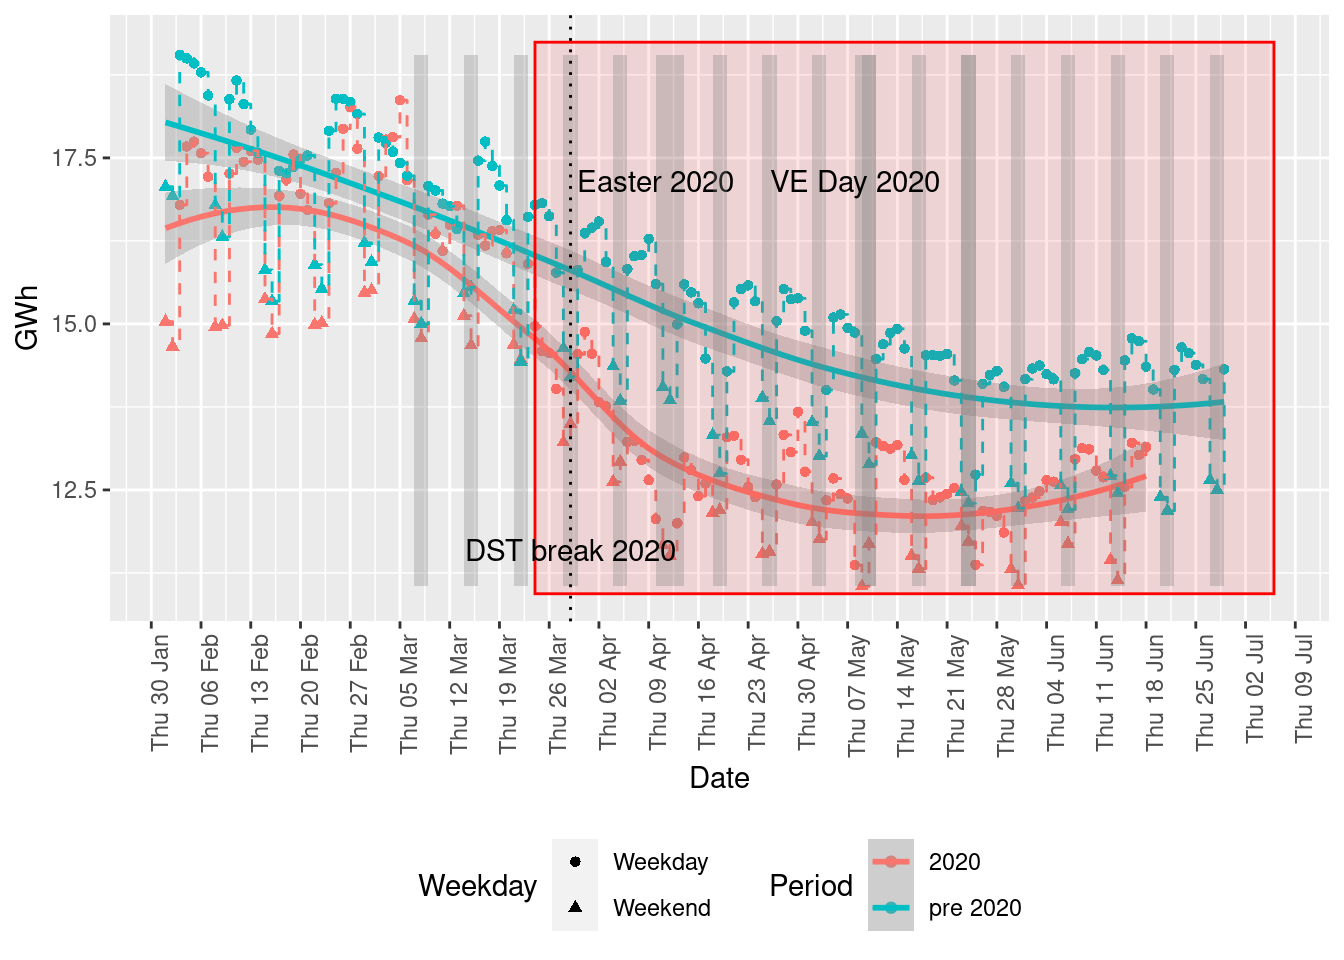 GWh
17.5
15.0
12.5
Easter 2020
VE Day 2020
DST break 2020
Thu 30 Jan
Thu 06 Feb
Thu 13 Feb
Thu 20 Feb
Thu 27 Feb
Thu 05 Mar
Thu 12 Mar
Thu 19 Mar
Thu 26 Mar
Thu 02 Apr
Thu 09 Apr
Thu 16 Apr
Thu 23 Apr
Thu 30 Apr
Thu 07 May
Thu 14 May
Thu 21 May
Thu 28 May
Thu 04 Jun
Thu 11 Jun
Thu 18 Jun
Thu 25 Jun
Thu 02 Jul
Thu 09 Jul
Date
Weekday
Weekday
Weekend
Period
2020
pre 2020